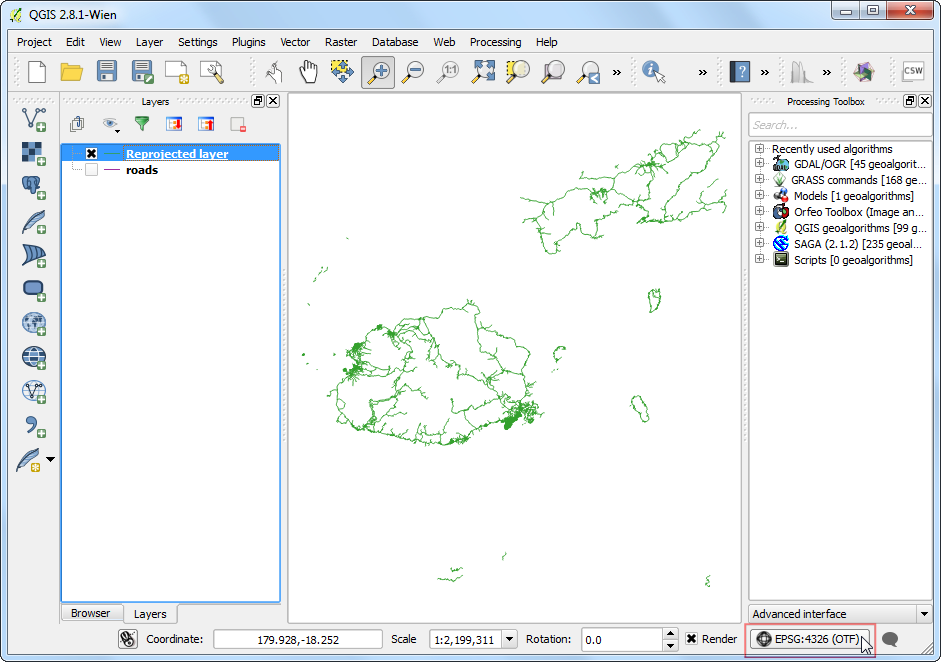 QGIS 2.8.1-Wien
Project Edit View Layer Settings Plugins Vector Raster Database Web Processing Help
1:1
»
»
?
»
»
CSW
Layers
Reprojected layer
roads
Browser
Layers
Processing Toolbox
Search...
Recently used algorithms
GDAL/OGR [45 geoalgorit...
GRASS commands [168 ge...
Models [1 geoalgorithms]
Orfeo Toolbox (Image an...
QGIS geoalgorithms [99 g...
SAGA (2.1.2) [235 geoal...
Scripts [0 geoalgorithms]
Advanced interface
Coordinate: 179.928,-18.252 Scale 1:2,199,311 Rotation: 0.0 Render EPSG:4326 (OTF)